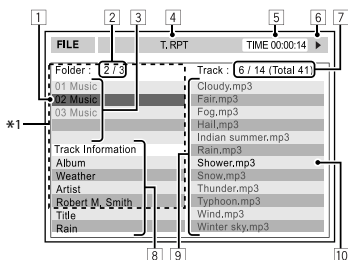 1 2 3 4 5 6 7
FILE T. RPT TIME 00:00:14
Folder : 2 / 3 Track : 6 / 14 (Total 41)
01 Music Cloudy.mp3
02 Music Fair.mp3
03 Music Fog.mp3
*1 Hail.mp3
Indian summer.mp3
Track Information Rain.mp3
Album Shower.mp3
Weather Snow.mp3
Artist Thunder.mp3
Robert M. Smith Typhoon.mp3
Title Wind.mp3
Rain Winter sky.mp3
8 9 10